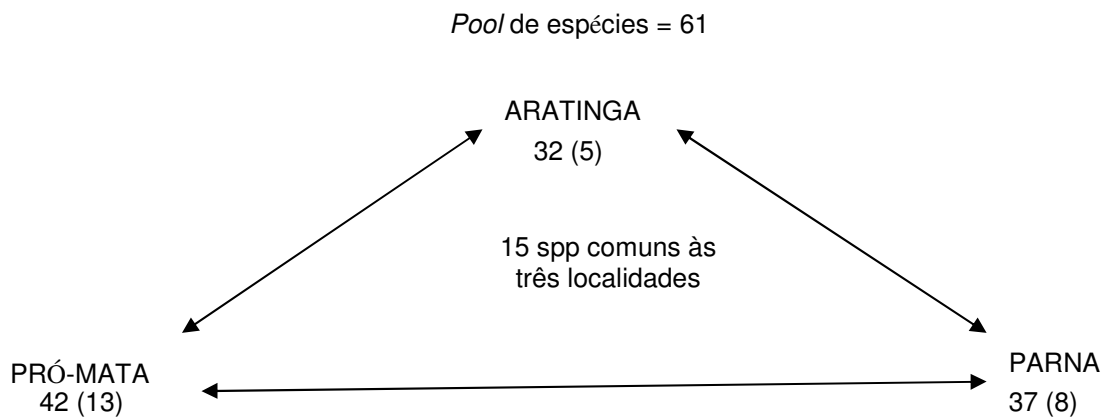 Pool de espécies = 61
ARATINGA
32 (5)
15 spp comuns às
três localidades
PRÓ-MATA
42 (13)
PARNA
37 (8)